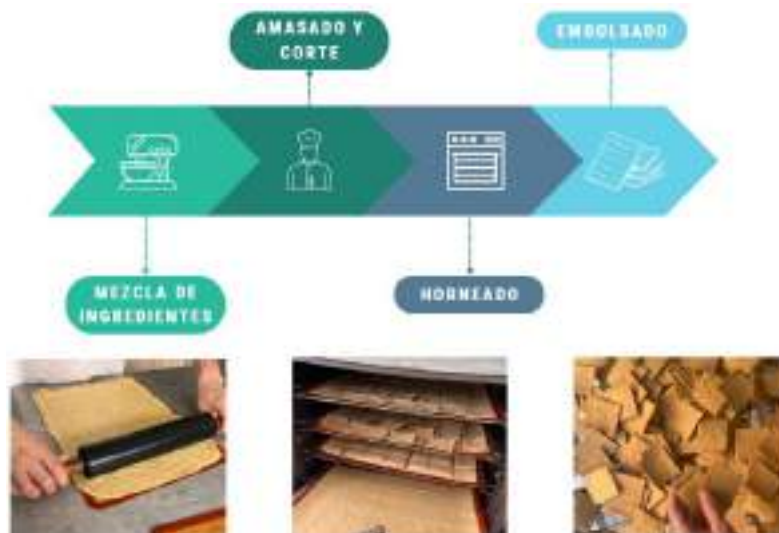 AMASADO Y
CORTE
EMBOLSADO
MEZCLA DE
INGREDIENTES
HORNEADO